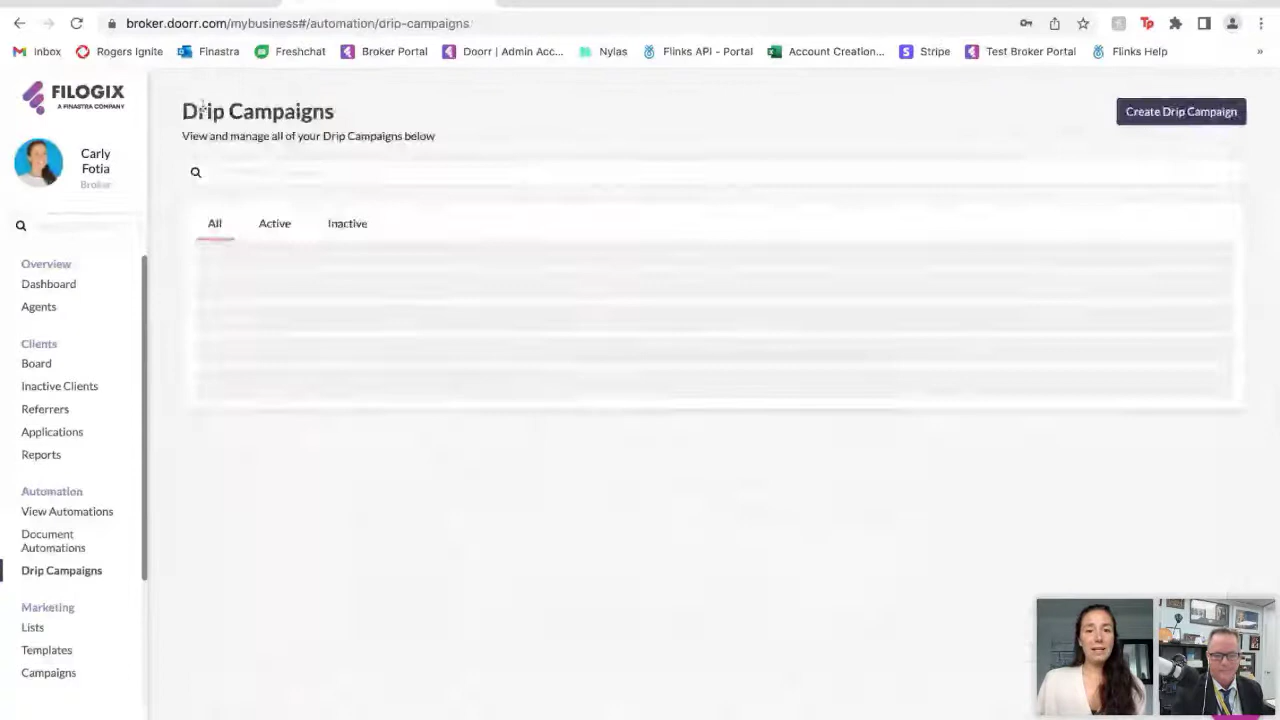 broker.doorr.com/mybusiness#/automation/drip-campaigns
Inbox Rogers Ignite Finastra Freshchat Broker Portal Doorr | Admin Acc... Nylas Flinks API - Portal Account Creation... Stripe Test Broker Portal Flinks Help »
FILOGIX
A FINASTRA COMPANY
Carly
Fotia
Broker
Overview
Dashboard
Agents
Clients
Board
Inactive Clients
Referrers
Applications
Reports
Automation
View Automations
Document
Automations
Drip Campaigns
Marketing
Lists
Templates
Campaigns
Drip Campaigns
View and manage all of your Drip Campaigns below
Create Drip Campaign
All Active Inactive